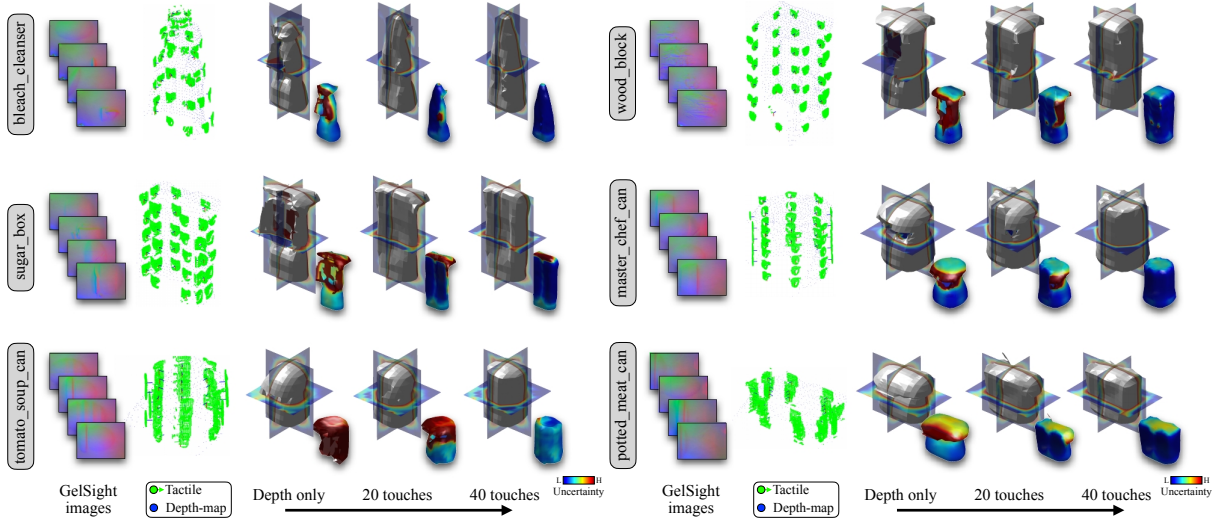 bleach_cleanser
wood_block
sugar_box
master_chef_can
tomato_soup_can
potted_meat_can
GelSight
images
Tactile
Depth-map
Depth only
20 touches
40 touches
L H
Uncertainty
GelSight
images
Tactile
Depth-map
Depth only
20 touches
40 touches
L H
Uncertainty